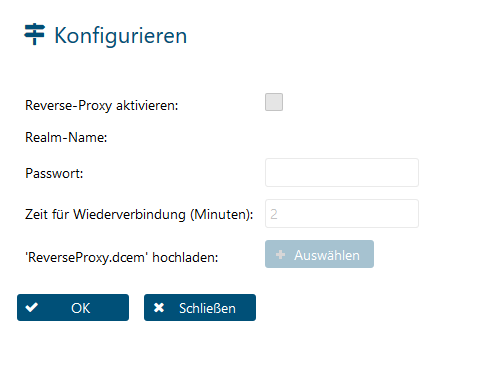 Konfigurieren
Reverse-Proxy aktivieren:
Realm-Name:
Passwort:
Zeit für Wiederverbindung (Minuten): 2
'ReverseProxy.dcem' hochladen: Auswählen
OK Schließen